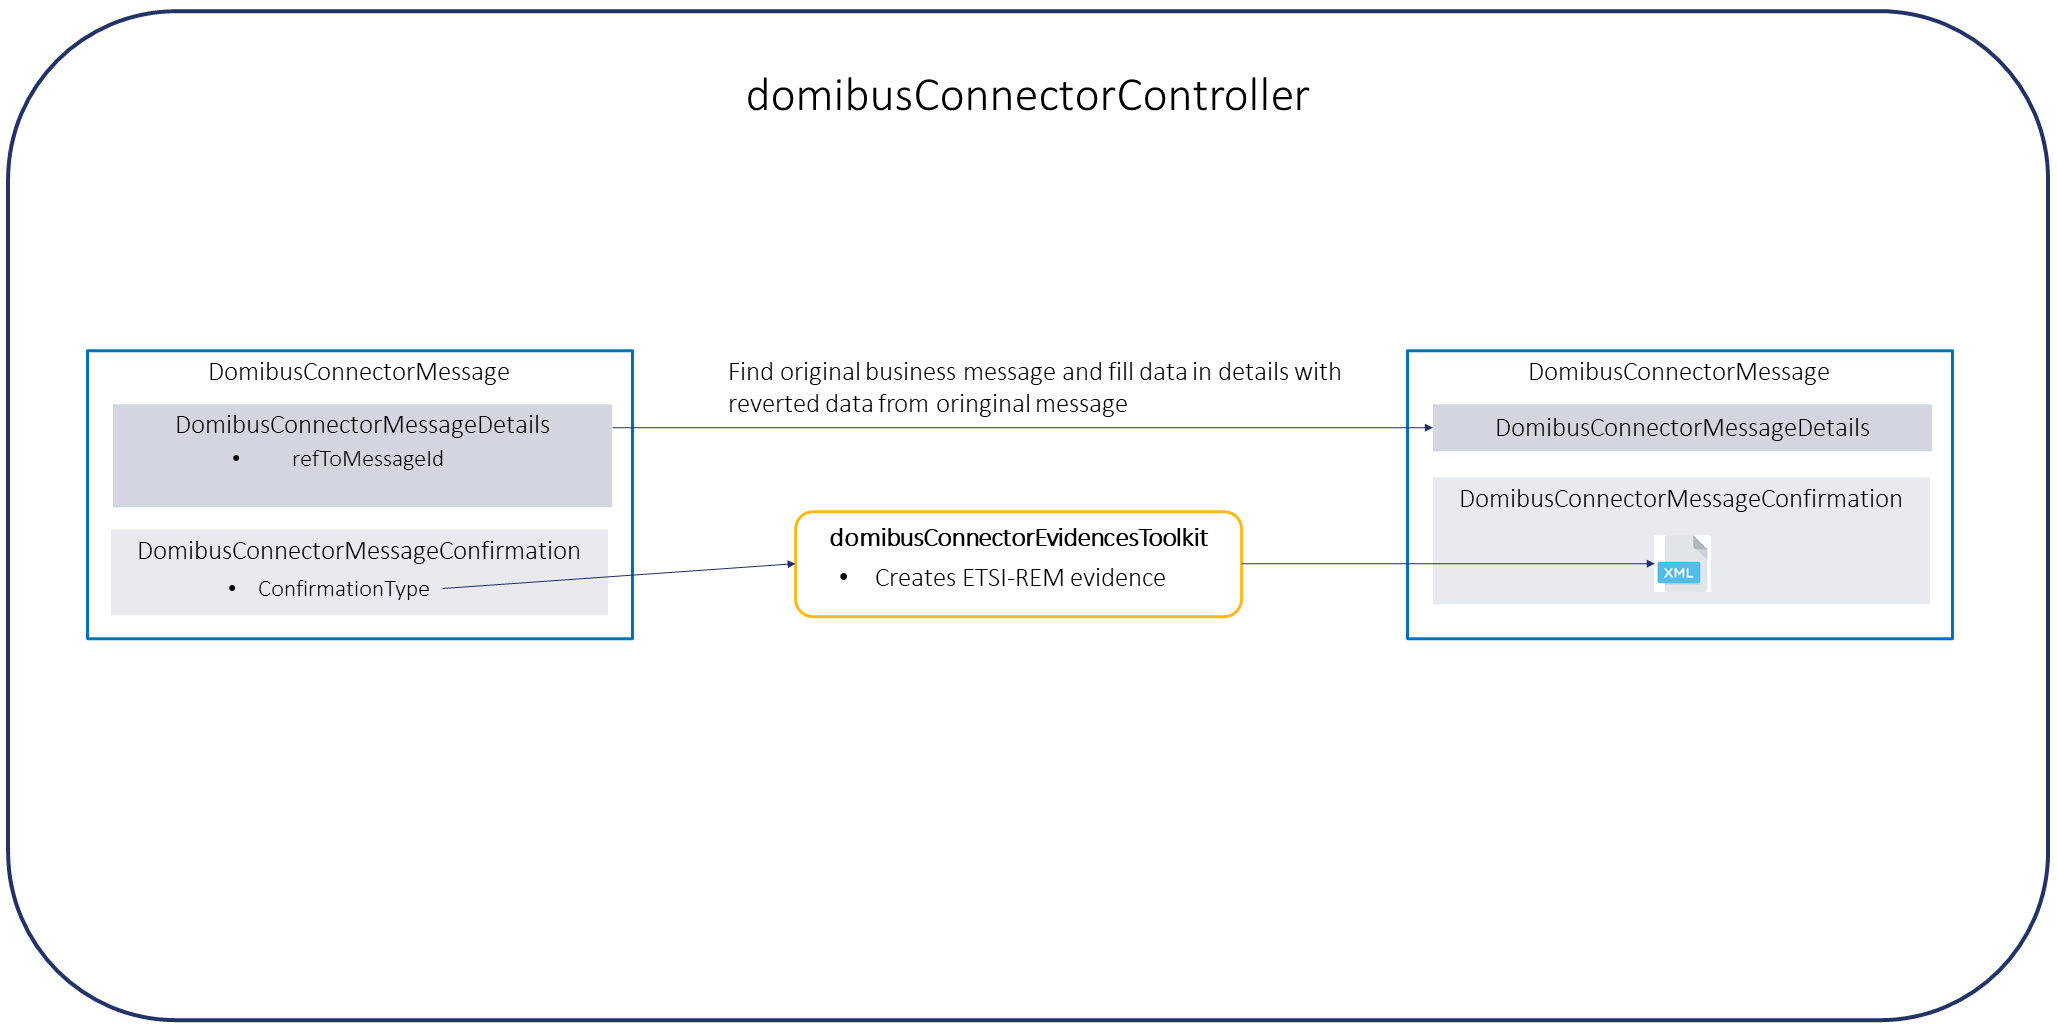 domibusConnectorController
DomibusConnectorMessage
DomibusConnectorMessageDetails
• refToMessageId
DomibusConnectorMessageConfirmation
• ConfirmationType
Find original business message and fill data in details with
reverted data from oringinal message
domibusConnectorEvidencesToolkit
• Creates ETSI-REM evidence
DomibusConnectorMessage
DomibusConnectorMessageDetails
DomibusConnectorMessageConfirmation
XML